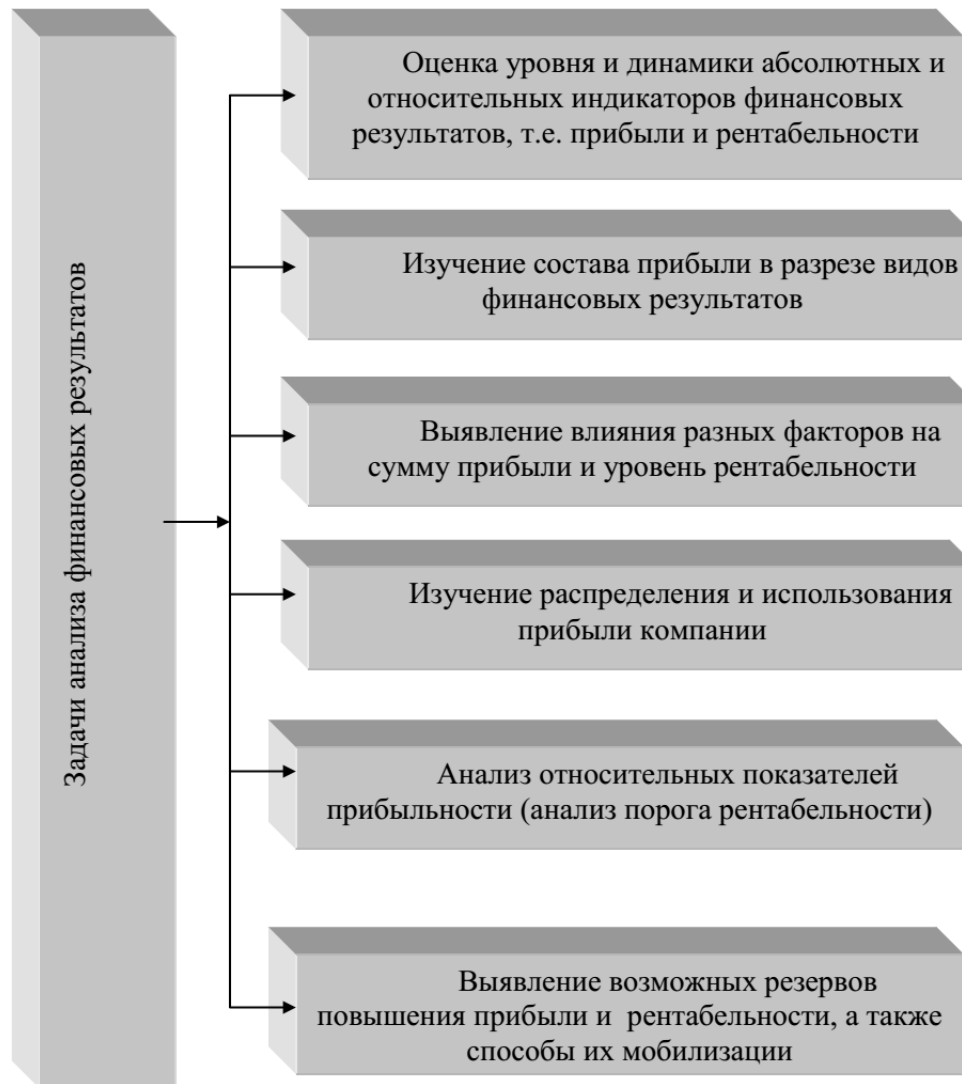 Задачи анализа финансовых результатов
Оценка уровня и динамики абсолютных и
относительных индикаторов финансовых
результатов, т.е. прибыли и рентабельности
Изучение состава прибыли в разрезе видов
финансовых результатов
Выявление влияния разных факторов на
сумму прибыли и уровень рентабельности
Изучение распределения и использования
прибыли компании
Анализ относительных показателей
прибыльности (анализ порога рентабельности)
Выявление возможных резервов
повышения прибыли и рентабельности, а также
способы их мобилизации